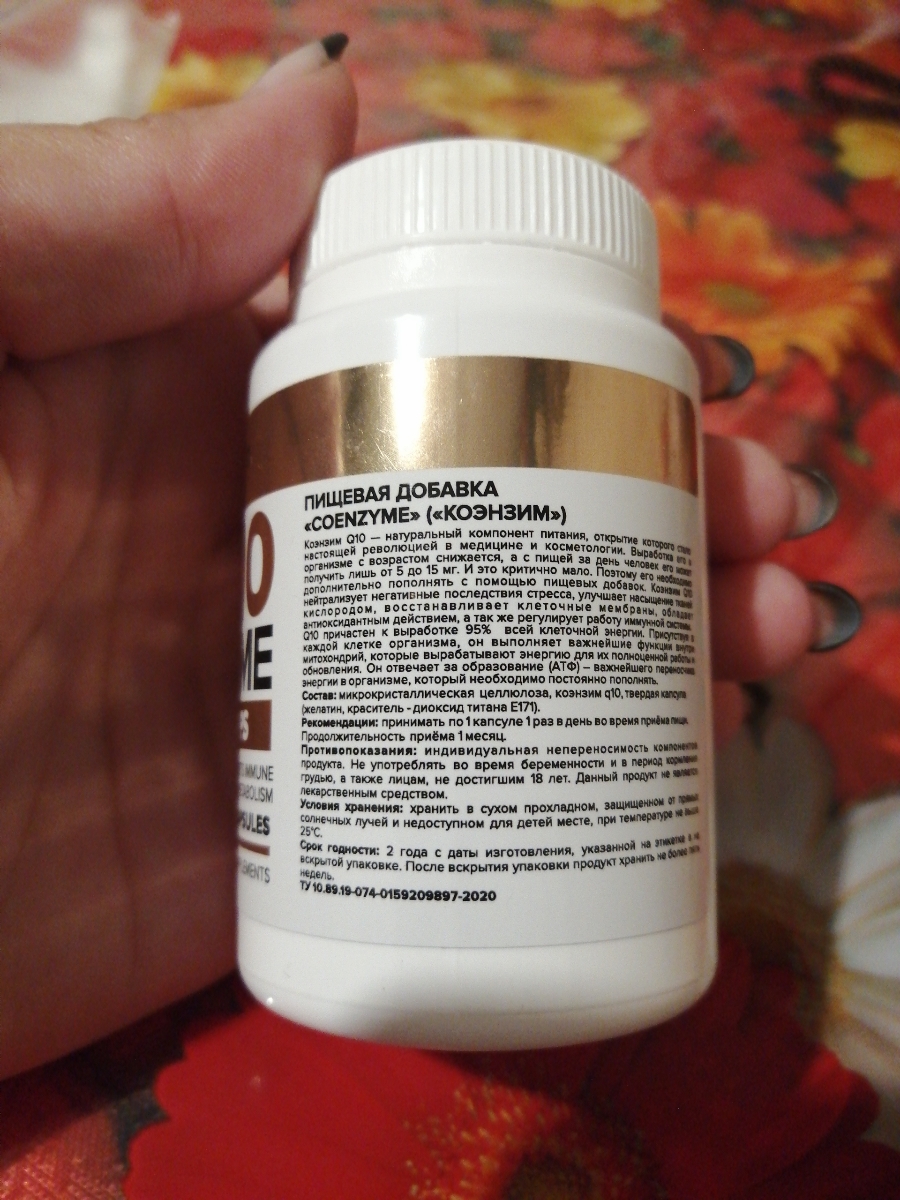 О
МЕ
ПИЩЕВАЯ ДОБАВКА
«COENZYME» («КОЭНЗИМ»)
Коэнзим Q10 — натуральный компонент питания, открытие которого стало
настоящей революцией в медицине и косметологии. Выработка его в
организме с возрастом снижается, а с пищей за день человек его может
получить лишь от 5 до 15 мг. И это критично мало. Поэтому его необходимо
дополнительно пополнять с помощью пищевых добавок. Коэнзим Q10
нейтрализует негативные последствия стресса, улучшает насыщение тканей
кислородом, восстанавливает клеточные мембраны, обладает
антиоксидантным действием, а так же регулирует работу иммунной системы.
Q10 причастен к выработке 95% всей клеточной энергии. Присутствуя в
каждой клетке организма, он выполняет важнейшие функции внутри
митохондрий, которые вырабатывают энергию для их полноценной работы и
обновления. Он отвечает за образование (АТФ) – важнейшего переносчика
энергии в организме, который необходимо постоянно пополнять.
Состав: микрокристаллическая целлюлоза, коэнзим q10, твердая капсула
(желатин, краситель - диоксид титана Е171).
Рекомендации: принимать по 1 капсуле 1 раз в день во время приёма пищи.
Продолжительность приёма 1 месяц.
Противопоказания: индивидуальная непереносимость компонентов
продукта. Не употреблять во время беременности и в период кормления
грудью, а также лицам, не достигшим 18 лет. Данный продукт не является
лекарственным средством.
Условия хранения: хранить в сухом прохладном, защищенном от прямых
солнечных лучей и недоступном для детей месте, при температуре не выше
25°С.
Срок годности: 2 года с даты изготовления, указанной на этикетке в не
вскрытой упаковке. После вскрытия упаковки продукт хранить не более пяти
недель.
ТУ 10.89.19-074-0159209897-2020
IMMUNE